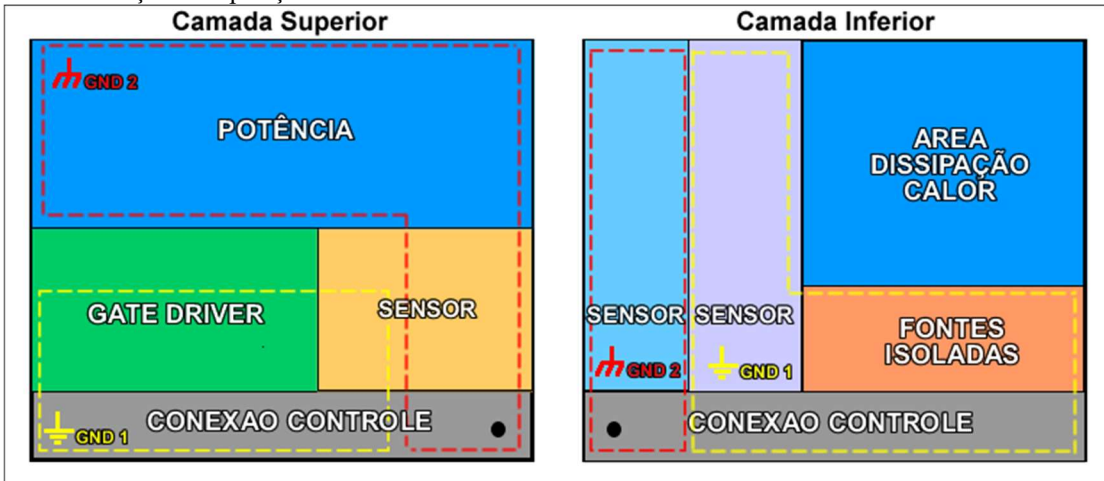 Camada Superior
GND 2
POTÊNCIA
GATE DRIVER
SENSOR
CONEXAO CONTROLE
GND 1
Camada Inferior
AREA
DISSIPAÇÃO
CALOR
SENSOR
SENSOR
FONTES
ISOLADAS
GND 2
GND 1
CONEXAO CONTROLE